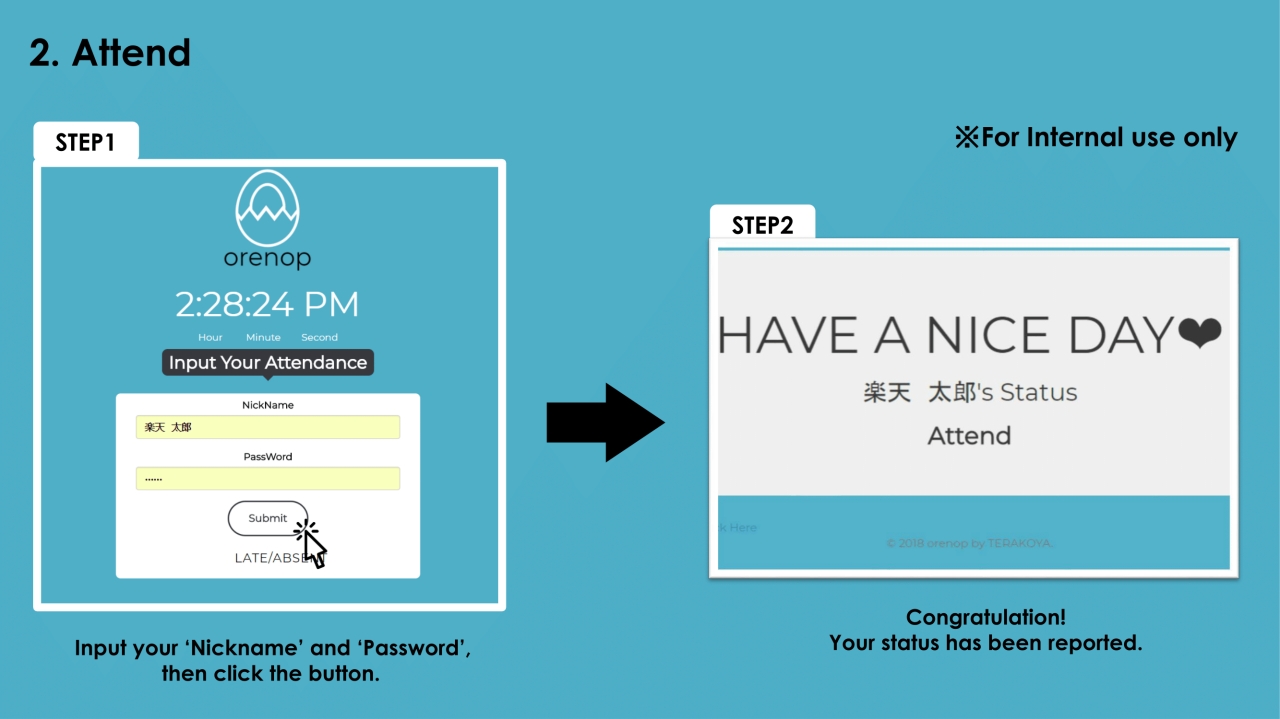 2. Attend
※For Internal use only
STEP1
orenop
2:28:24 PM
Hour Minute Second
Input Your Attendance
NickName
楽天 太郎
PassWord
......
Submit
LATE/ABSENT
Input your ‘Nickname’ and ‘Password’,
then click the button.
STEP2
HAVE A NICE DAY❤
楽天 太郎's Status
Attend
k Here
© 2018 orenop by TERAKOYA.
Congratulation!
Your status has been reported.